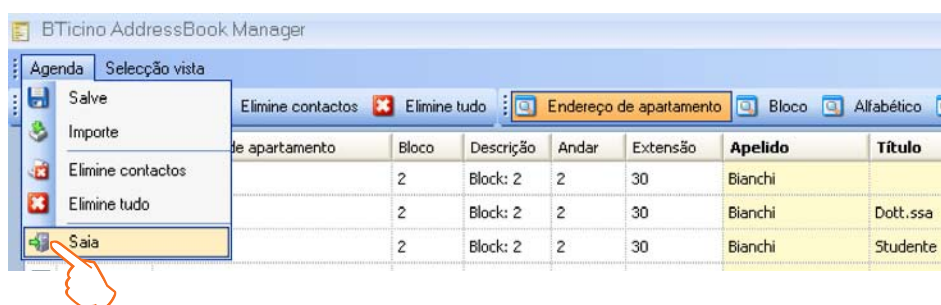 BTicino AddressBook Manager
Agenda Selecção vista
Salve Elimine contactos Elimine tudo Endereço de apartamento Bloco Alfabético
Importe
de apartamento Bloco Descrição Andar Extensão Apelido Título
Elimine contactos 2 Block: 2 2 30 Bianchi
Elimine tudo 2 Block: 2 2 30 Bianchi Dott.ssa
Saia 2 Block: 2 2 30 Bianchi Studente